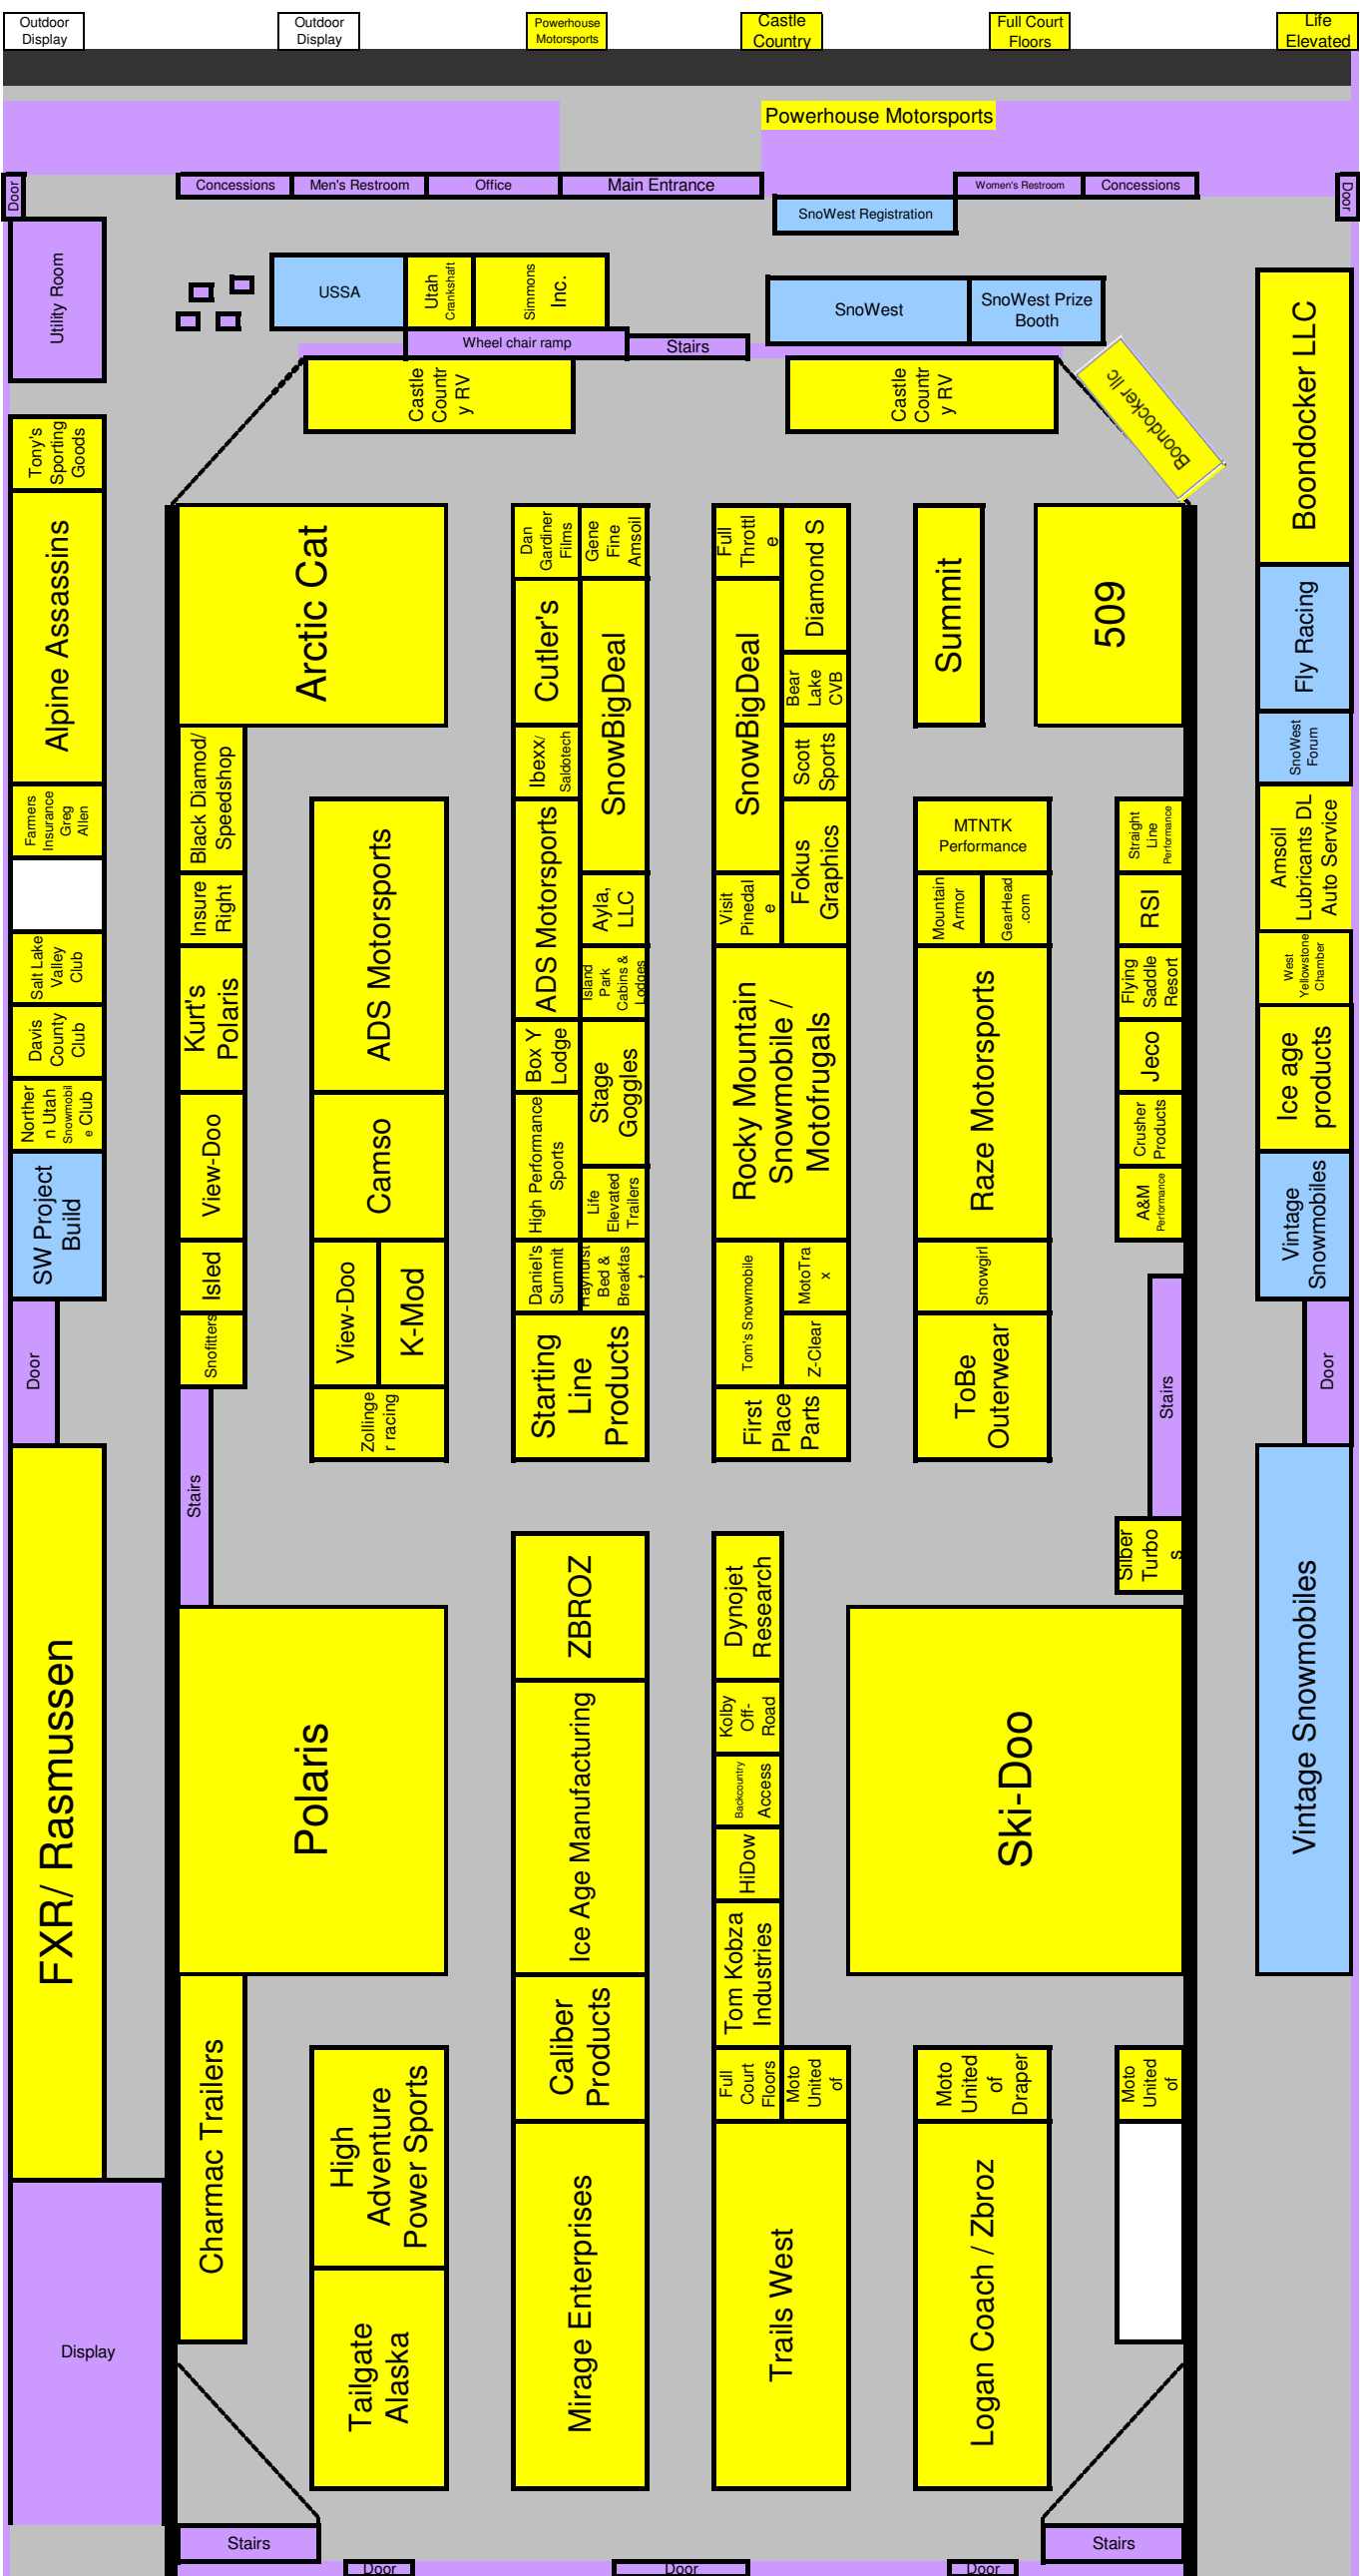 Outdoor
Display
Outdoor
Display
Powerhouse
Motorsports
Castle
Country
Full Court
Floors
Life
Elevated
Powerhouse Motorsports
Door
Concessions
Men's Restroom
Office
Main Entrance
Women's Restroom
Concessions
Door
SnoWest Registration
Utility Room
USSA
Utah
Crankshaft
Simmons
Inc.
SnoWest
SnoWest Prize
Booth
Wheel chair ramp
Stairs
Castle
Countr
y RV
Castle
Countr
y RV
Boondocker llc
Boondocker LLC
Tony's
Sporting
Goods
Alpine Assassins
Farmers
Insurance
Greg
Allen
Salt Lake
Valley
Club
Davis
County
Club
Norther
n Utah
Snowmobil
e Club
SW Project
Build
Door
FXR/ Rasmussen
Display
Arctic Cat
Black Diamod/
Speedshop
Insure
Right
Kurt's
Polaris
View-Doo
Isled
Snofitters
Stairs
Polaris
Charmac Trailers
Stairs
ADS Motorsports
Camso
View-Doo
K-Mod
Zollinge
r racing
High
Adventure
Power Sports
Tailgate
Alaska
Door
Dan
Gardiner
Films
Gene
Fine
Amsoil
Cutler's
SnowBigDeal
Ibexx/
Saldotech
ADS Motorsports
Ayla,
LLC
Island
Park
Cabins &
Lodges
Box Y
Lodge
Stage
Goggles
High Performance
Sports
Life
Elevated
Trailers
Daniel's
Summit
Hayhurst
Bed &
Breakfas
t
Starting
Line
Products
ZBROZ
Ice Age Manufacturing
Caliber
Products
Mirage Enterprises
Door
Full
Throttl
e
Diamond S
SnowBigDeal
Bear
Lake
CVB
Scott
Sports
Fokus
Graphics
Visit
Pinedal
e
Rocky Mountain
Snowmobile /
Motofrugals
Tom's Snowmobile
MotoTra
x
Z-Clear
First
Place
Parts
Dynojet
Research
Kolby
Off-
Road
Backcountry
Access
HiDow
Tom Kobza
Industries
Full
Court
Floors
Moto
United
of
Trails West
Summit
509
MTNTK
Performance
Mountain
Armor
GearHead
.com
Raze Motorsports
Snowgirl
ToBe
Outerwear
Ski-Doo
Moto
United
of
Draper
Logan Coach / Zbroz
Door
Straight
Line
Performance
RSI
Flying
Saddle
Resort
Jeco
Crusher
Products
A&M
Performance
Stairs
Silber
Turbo
s
Moto
United
of
Stairs
Fly Racing
SnoWest
Forum
Amsoil
Lubricants DL
Auto Service
West
Yellowstone
Chamber
Ice age
products
Vintage
Snowmobiles
Door
Vintage Snowmobiles